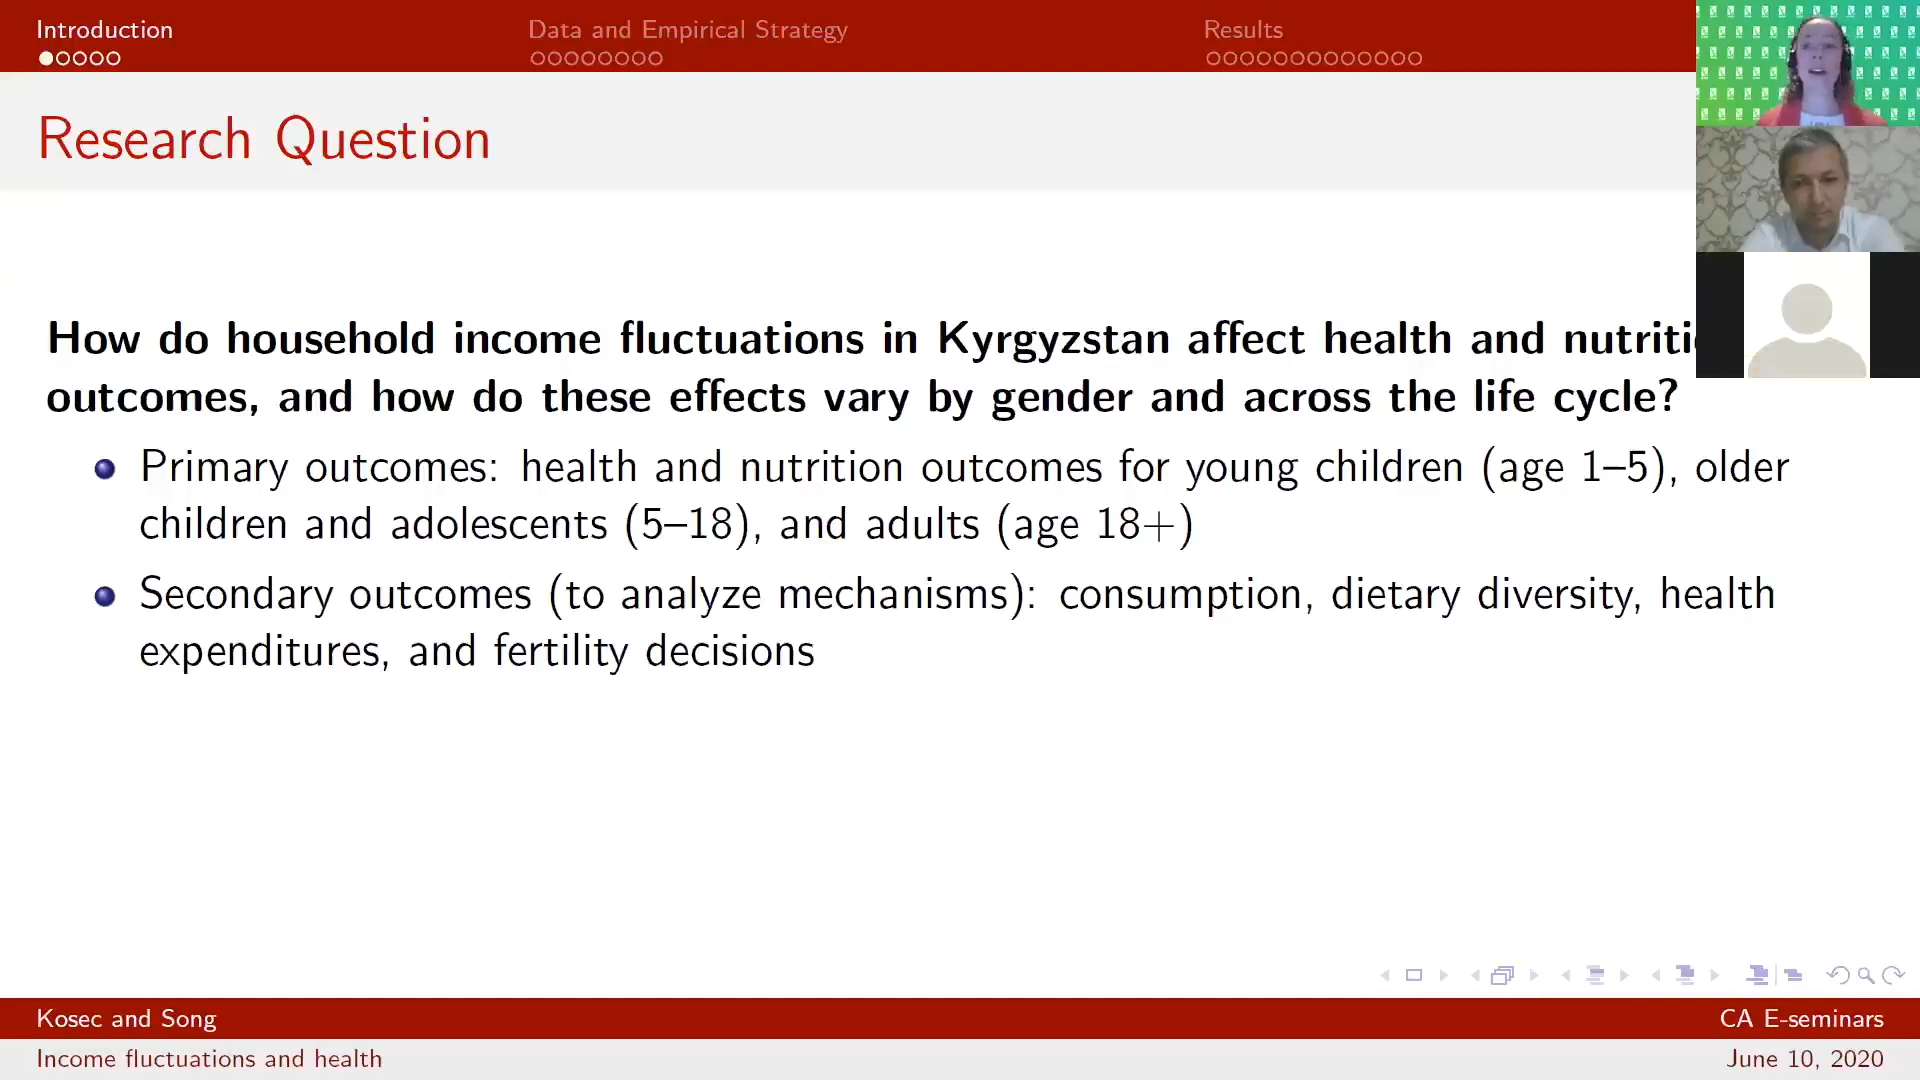 Introduction
Data and Empirical Strategy
Results
Research Question
How do household income fluctuations in Kyrgyzstan affect health and
outcomes, and how do these effects vary by gender and across the life cycle?
Primary outcomes: health and nutrition outcomes for young children (age 1–5), older
children and adolescents (5–18), and adults (age 18+)
Secondary outcomes (to analyze mechanisms): consumption, dietary diversity, health
expenditures, and fertility decisions
Kosec and Song
CA E-seminars
Income fluctuations and health
June 10, 2020